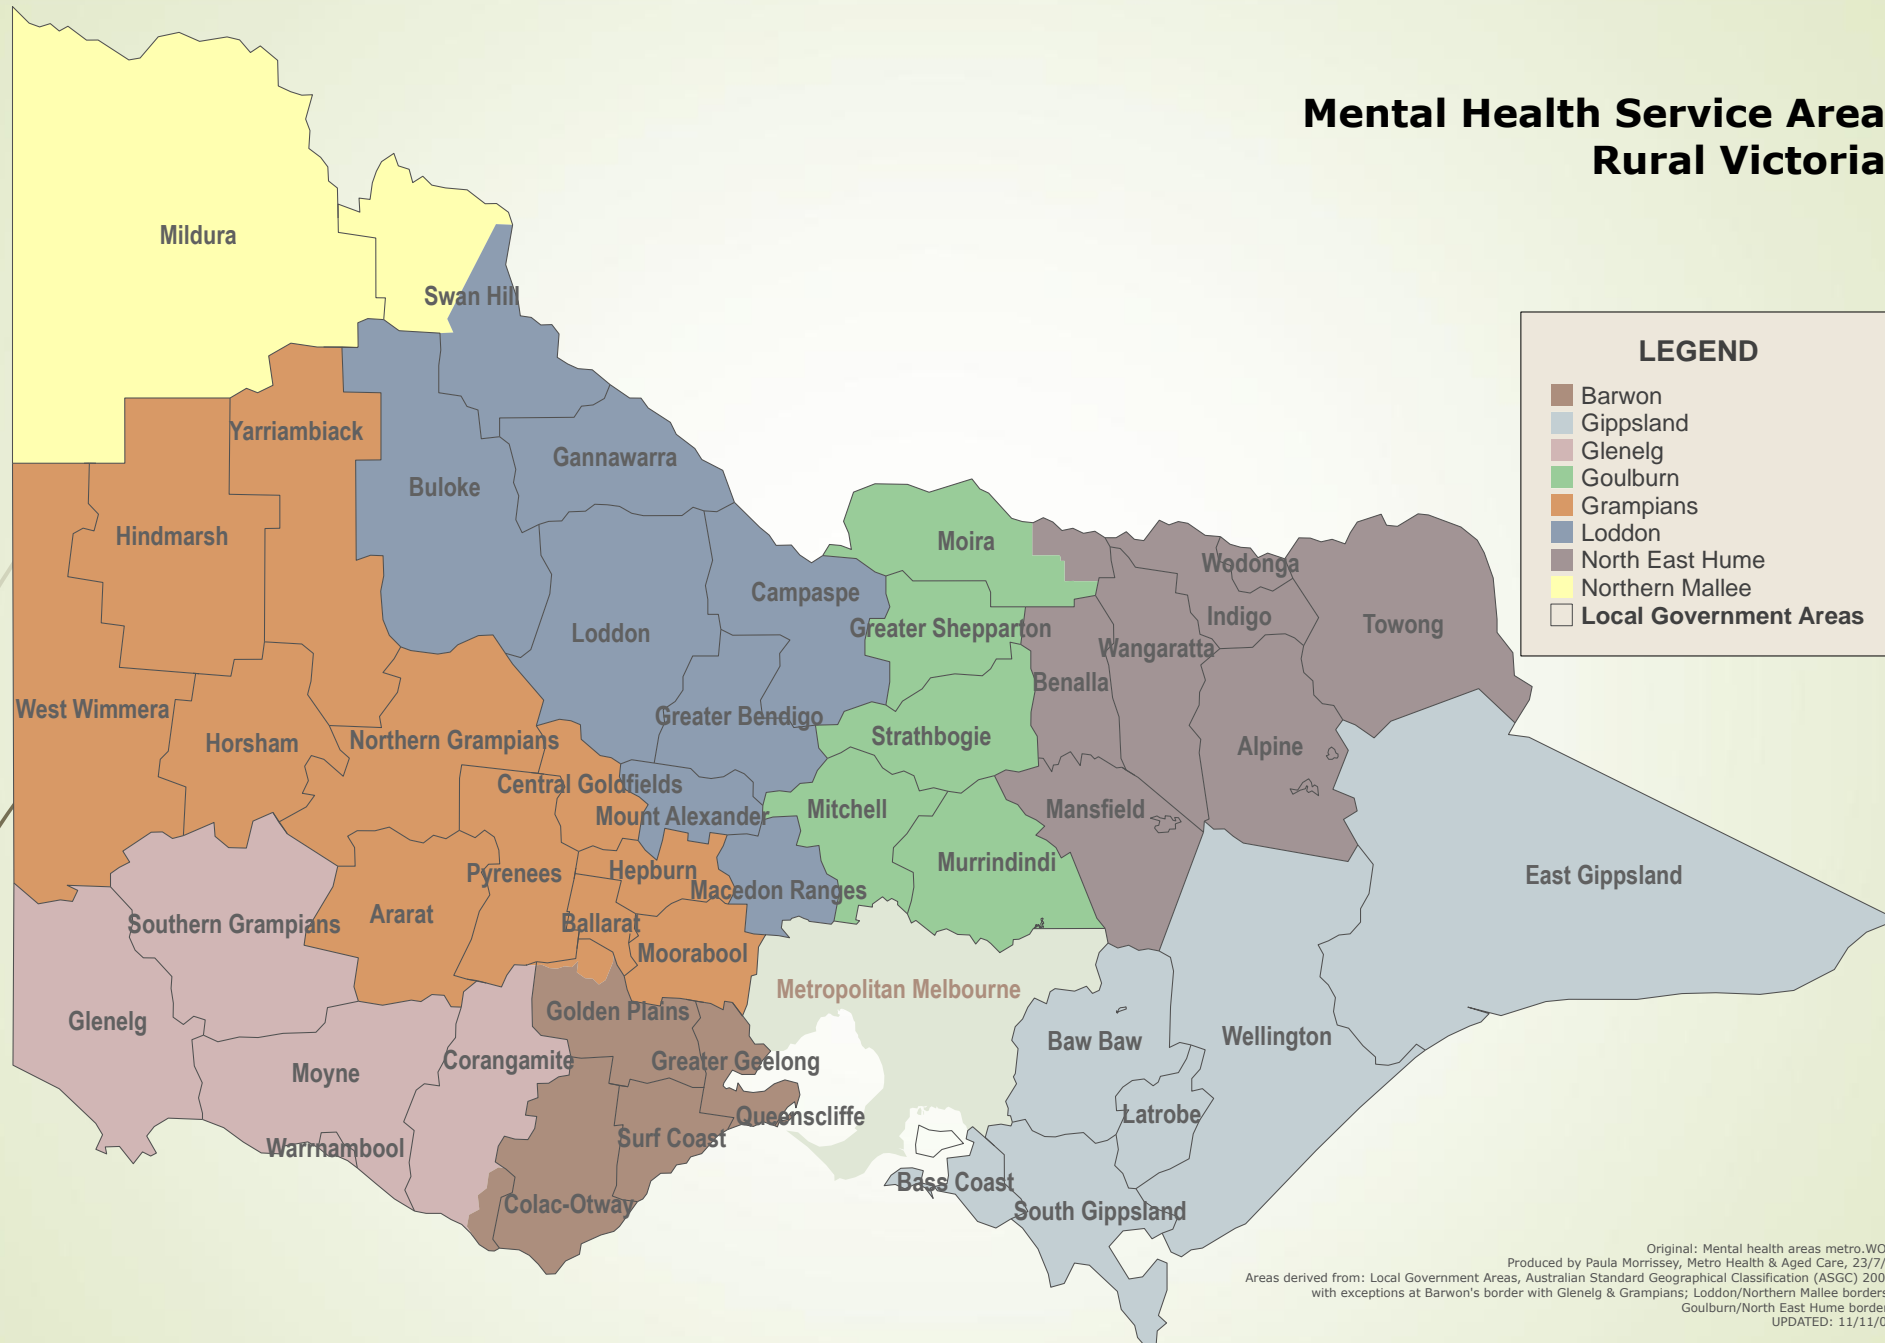 Mental Health Service Area
Rural Victoria
Mildura
Swan Hill
Yarriambiack
Gannawarra
Buloke
Hindmarsh
Moira
Wodonga
Campaspe
Indigo
Towong
Loddon
Greater Shepparton
Wangaratta
Benalla
West Wimmera
Greater Bendigo
Horsham
Northern Grampians
Strathbogie
Alpine
Central Goldfields
Mount Alexander
Mitchell
Mansfield
Pyrenees
Hepburn
Murrindindi
East Gippsland
Macedon Ranges
Southern Grampians
Ararat
Ballarat
Moorabool
Metropolitan Melbourne
Glenelg
Golden Plains
Wellington
Baw Baw
Moyne
Corangamite
Greater Geelong
Queenscliffe
Latrobe
Warrnambool
Surf Coast
Bass Coast
Colac-Otway
South Gippsland
LEGEND
Barwon
Gippsland
Glenelg
Goulburn
Grampians
Loddon
North East Hume
Northern Mallee
Local Government Areas
Original: Mental health areas metro.WO
Produced by Paula Morrissey, Metro Health & Aged Care, 23/7/
Areas derived from: Local Government Areas, Australian Standard Geographical Classification (ASGC) 200
with exceptions at Barwon's border with Glenelg & Grampians; Loddon/Northern Mallee border
Goulburn/North East Hume borde
UPDATED: 11/11/0